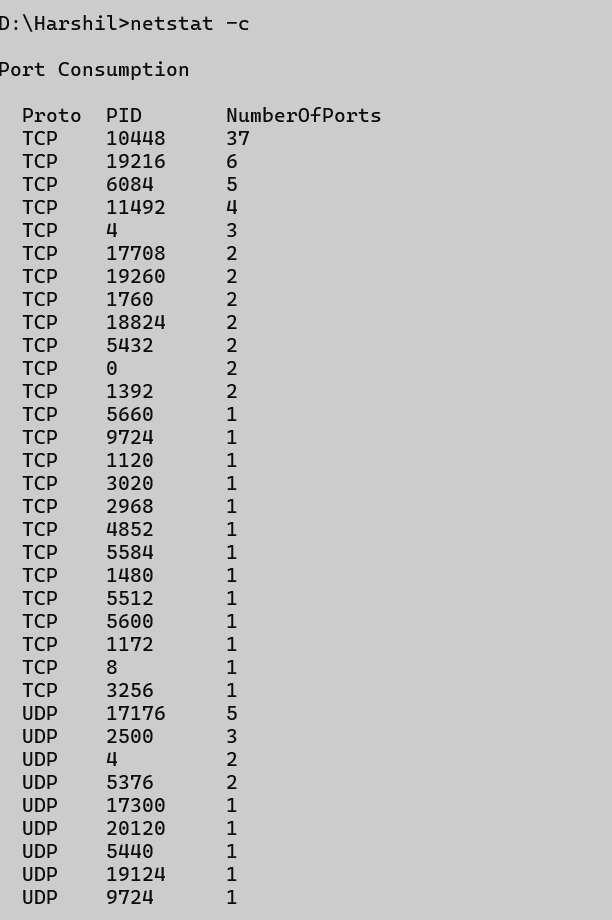 D:\Harshil>netstat -c
Port Consumption
Proto PID NumberOfPorts
TCP 10448 37
TCP 19216 6
TCP 6084 5
TCP 11492 4
TCP 4 3
TCP 17708 2
TCP 19260 2
TCP 1760 2
TCP 18824 2
TCP 5432 2
TCP 0 2
TCP 1392 2
TCP 5660 1
TCP 9724 1
TCP 1120 1
TCP 3020 1
TCP 2968 1
TCP 4852 1
TCP 5584 1
TCP 1480 1
TCP 5512 1
TCP 5600 1
TCP 1172 1
TCP 8 1
TCP 3256 1
UDP 17176 5
UDP 2500 3
UDP 4 2
UDP 5376 2
UDP 17300 1
UDP 20120 1
UDP 5440 1
UDP 19124 1
UDP 9724 1